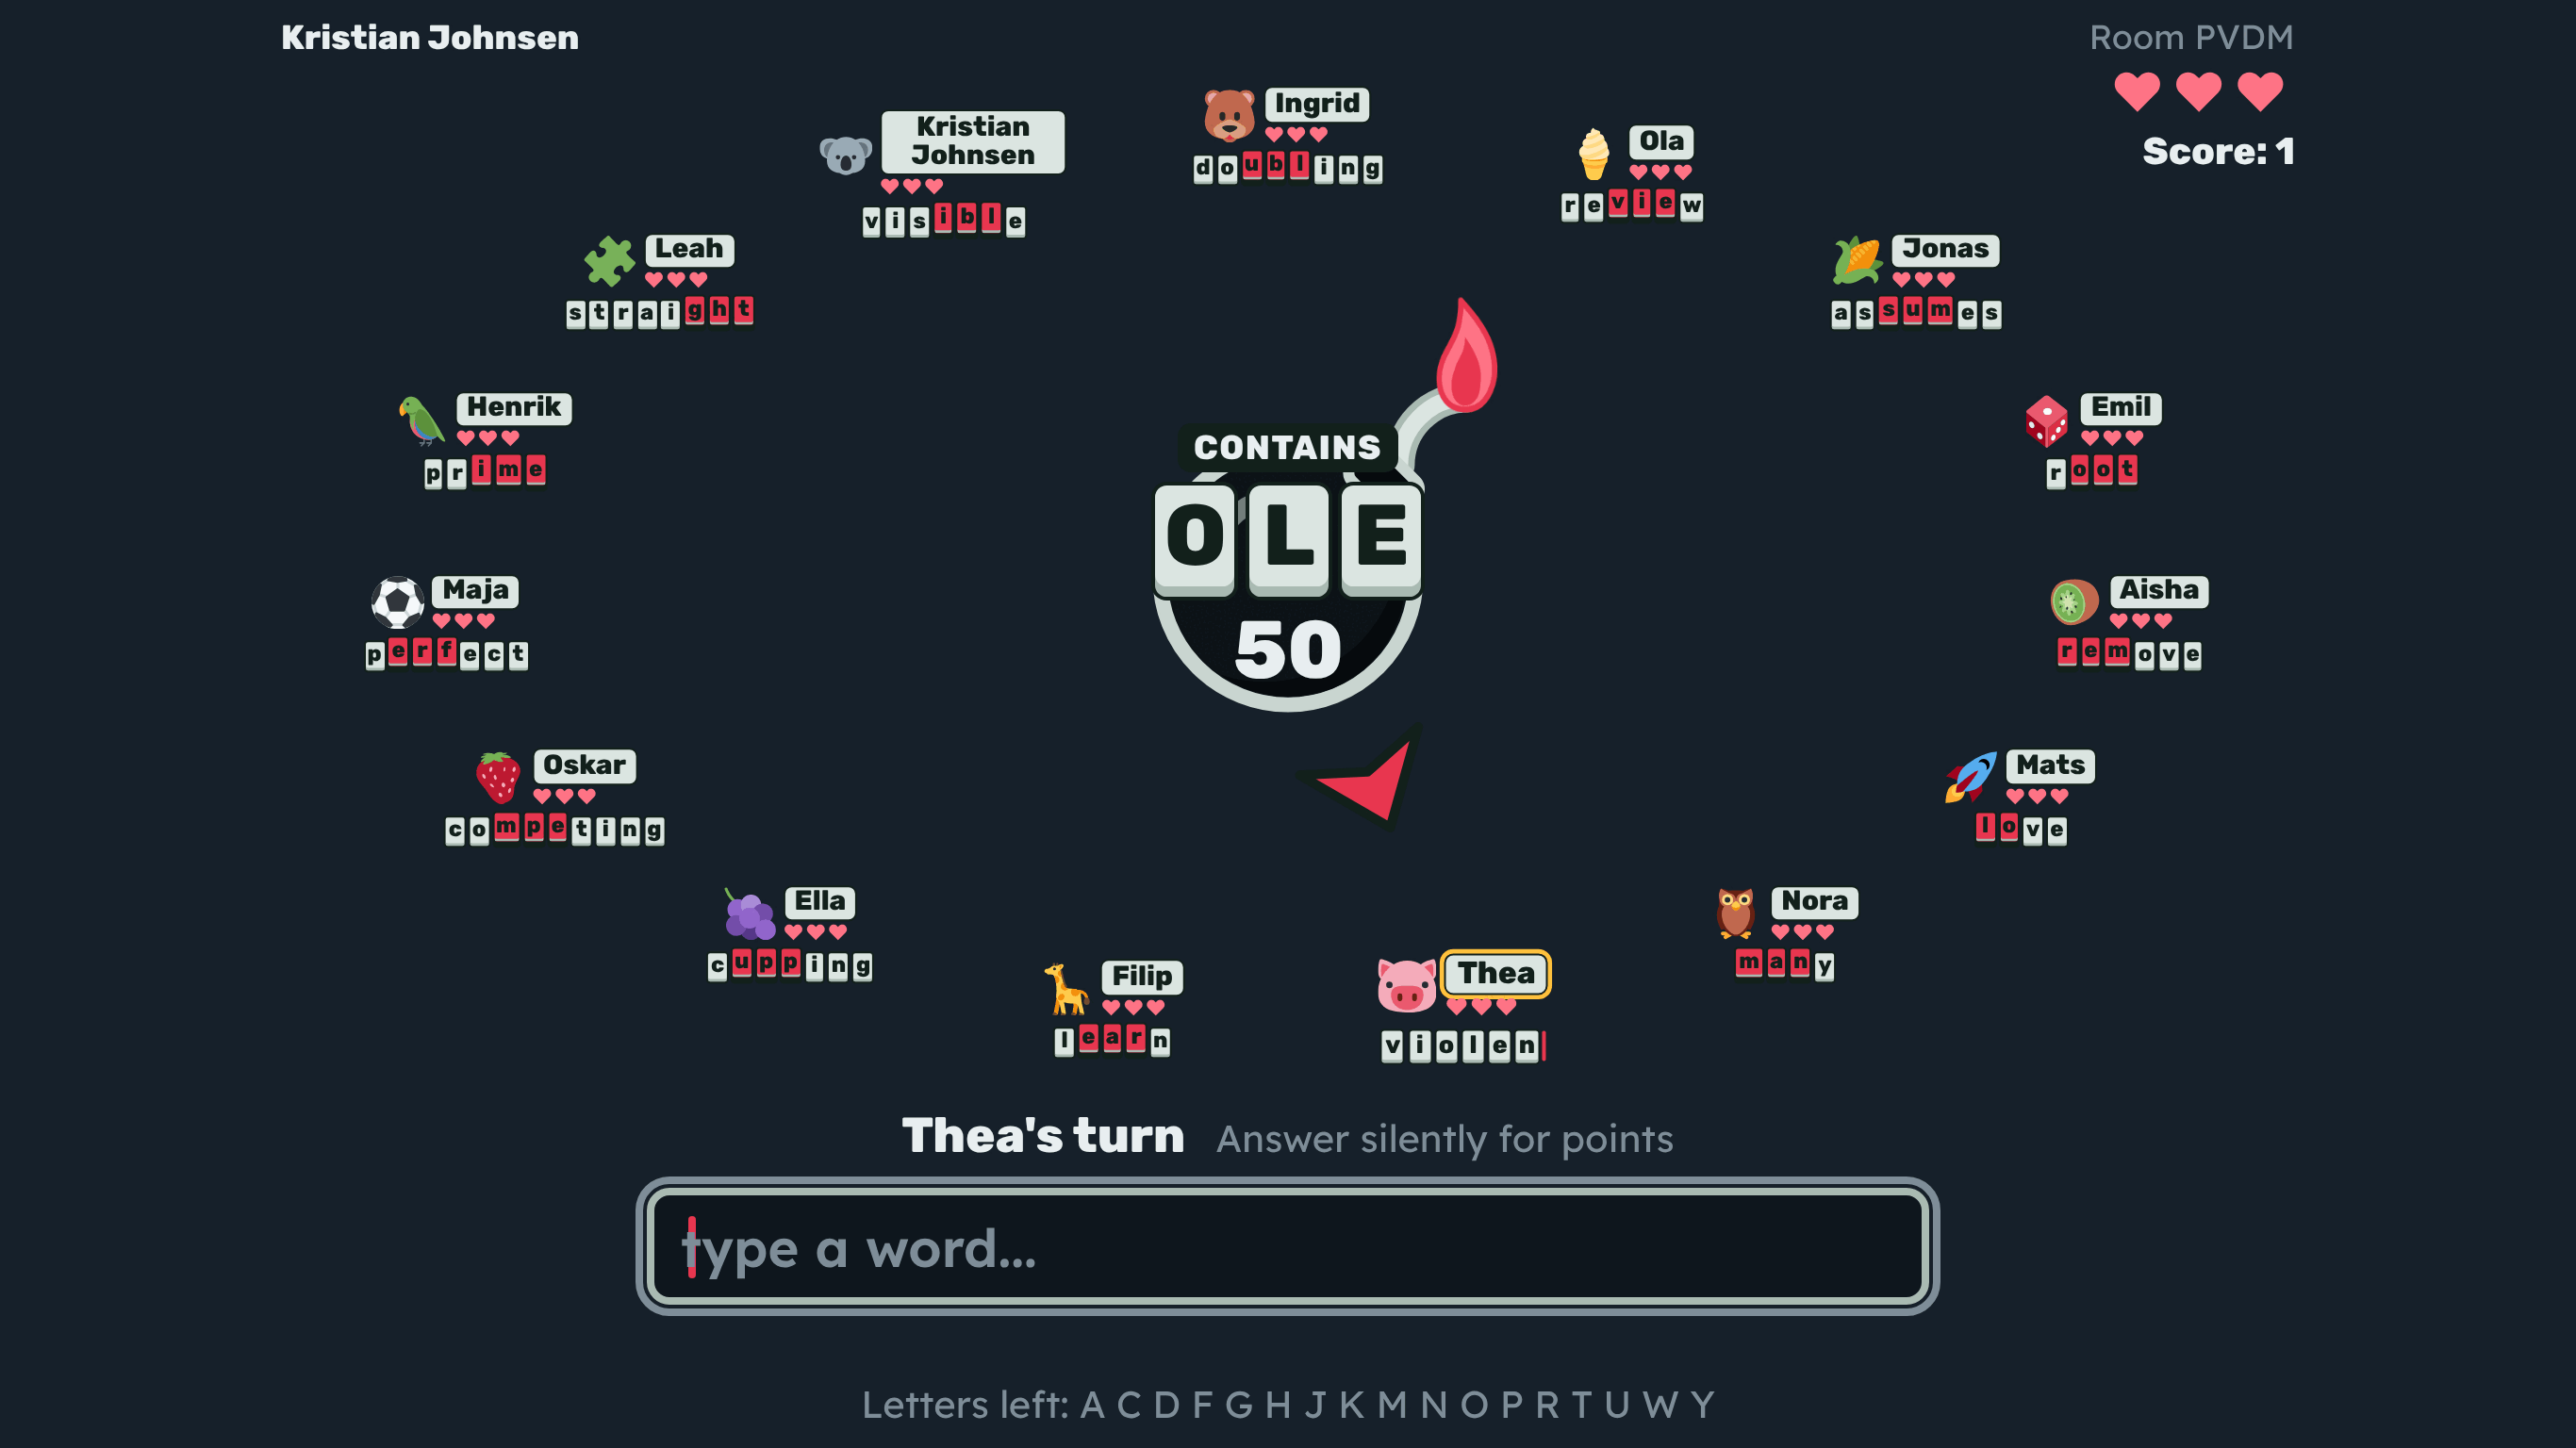 Kristian Johnsen
Room PVDM
Score: 1
Ingrid
doubling
Kristian
Johnsen
visible
Ola
review
Leah
straight
Jonas
assumes
Henrik
prime
Emil
root
CONTAINS
OLE
50
Maja
perfect
Aisha
remove
Oskar
competing
Mats
love
Ella
cupping
Nora
many
Filip
learn
Thea
violen
Thea's turn Answer silently for points
type a word...
Letters left: A C D F G H J K M N O P R T U W Y